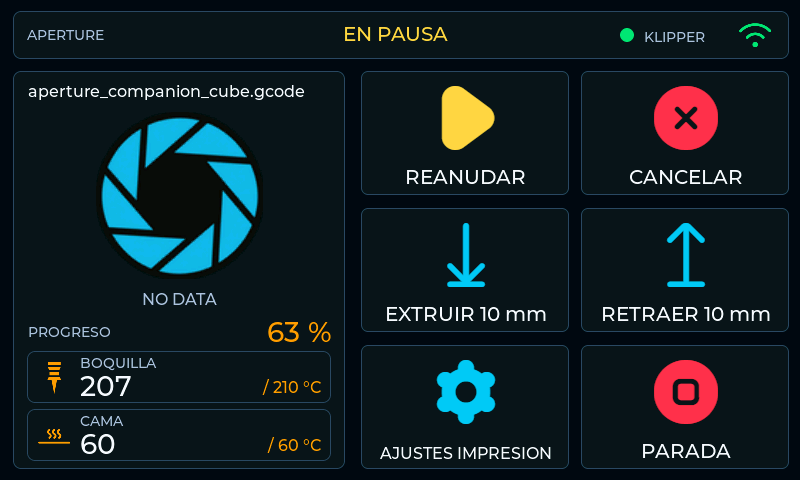 APERTURE
EN PAUSA
KLIPPER
aperture_companion_cube.gcode
NO DATA
PROGRESO
63 %
BOQUILLA
207
/ 210 °C
CAMA
60
/ 60 °C
REANUDAR
CANCELAR
EXTRUIR 10 mm
RETRAER 10 mm
AJUSTES IMPRESION
PARADA